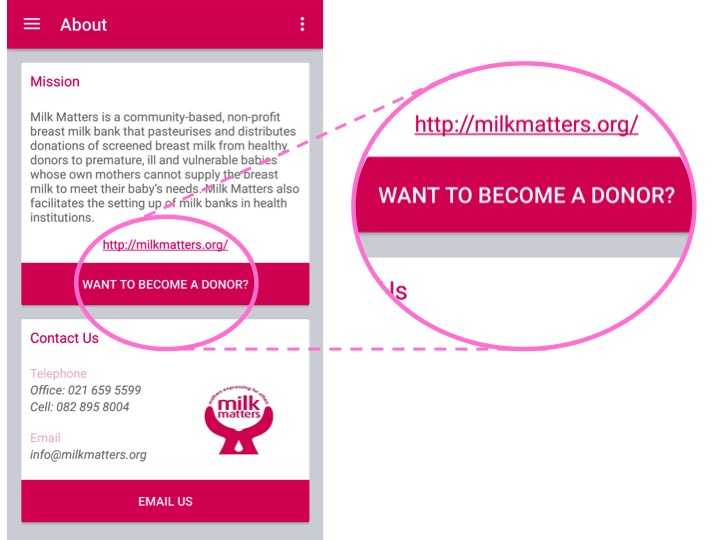 About
Mission
Milk Matters is a community-based, non-profit
breast milk bank that pasteurises and distributes
donations of screened breast milk from healthy
donors to premature, ill and vulnerable babies
whose own mothers cannot supply the breast
milk to meet their baby's needs. Milk Matters also
facilitates the setting up of milk banks in health
institutions.
http://milkmatters.org/
WANT TO BECOME A DONOR?
Contact Us
Telephone
Office: 021 659 5599
Cell: 082 895 8004
Email
info@milkmatters.org
mothers expressing for others
milk
matters
EMAIL US
http://milkmatters.org/
WANT TO BECOME A DONOR?
Us